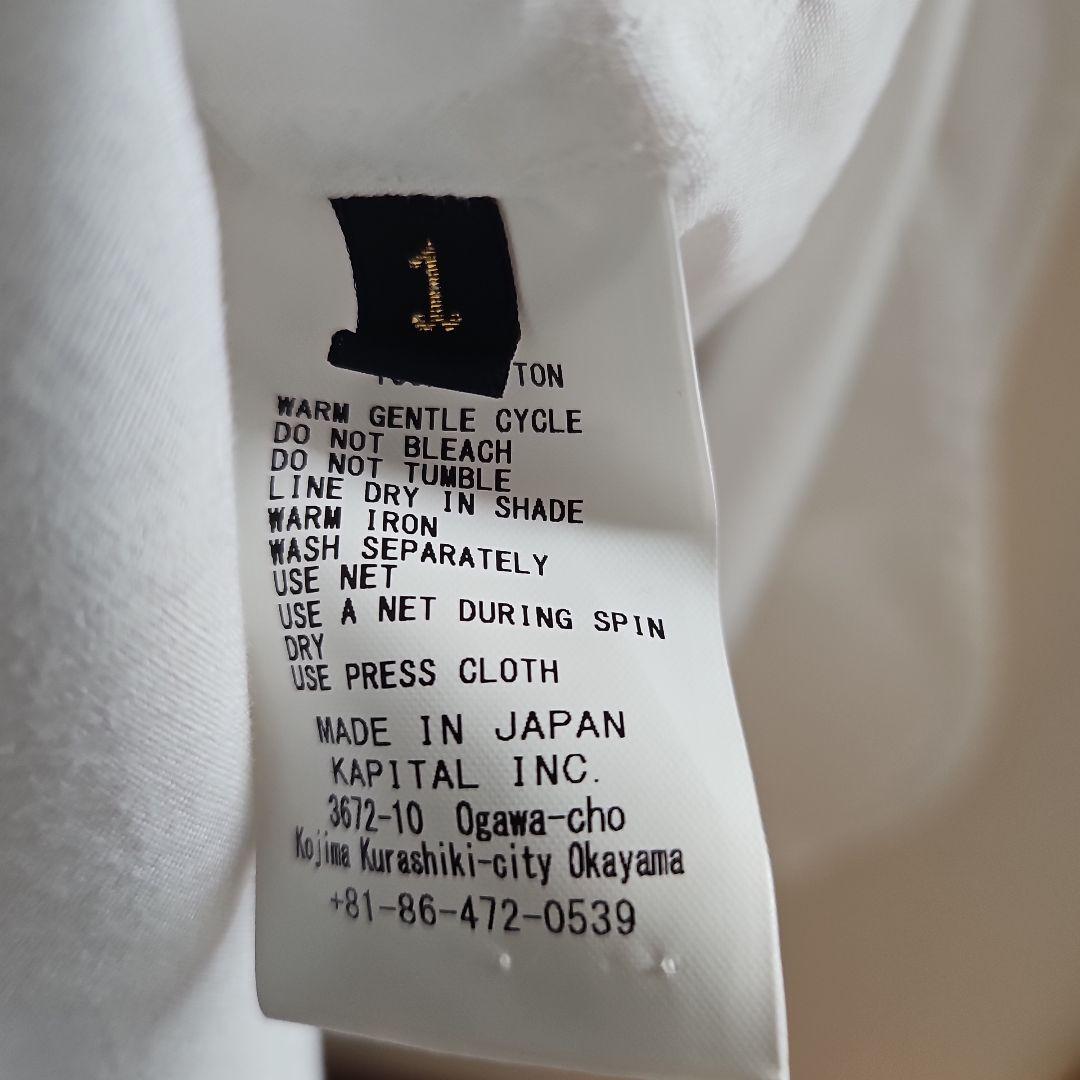 1
TON
WARM GENTLE CYCLE
DO NOT BLEACH
DO NOT TUMBLE
LINE DRY IN SHADE
WARM IRON
WASH SEPARATELY
USE NET
USE A NET DURING SPIN
DRY
USE PRESS CLOTH
MADE IN JAPAN
KAPITAL INC.
3672-10 Ogawa-cho
Kojima Kurashiki-city Okayama
+81-86-472-0539